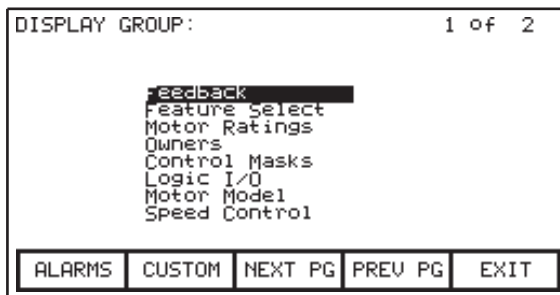 DISPLAY GROUP: 1 of 2
Feedback
Feature Select
Motor Ratings
Owners
Control Masks
Logic I/O
Motor Model
Speed Control
ALARMS CUSTOM NEXT PG PREV PG EXIT